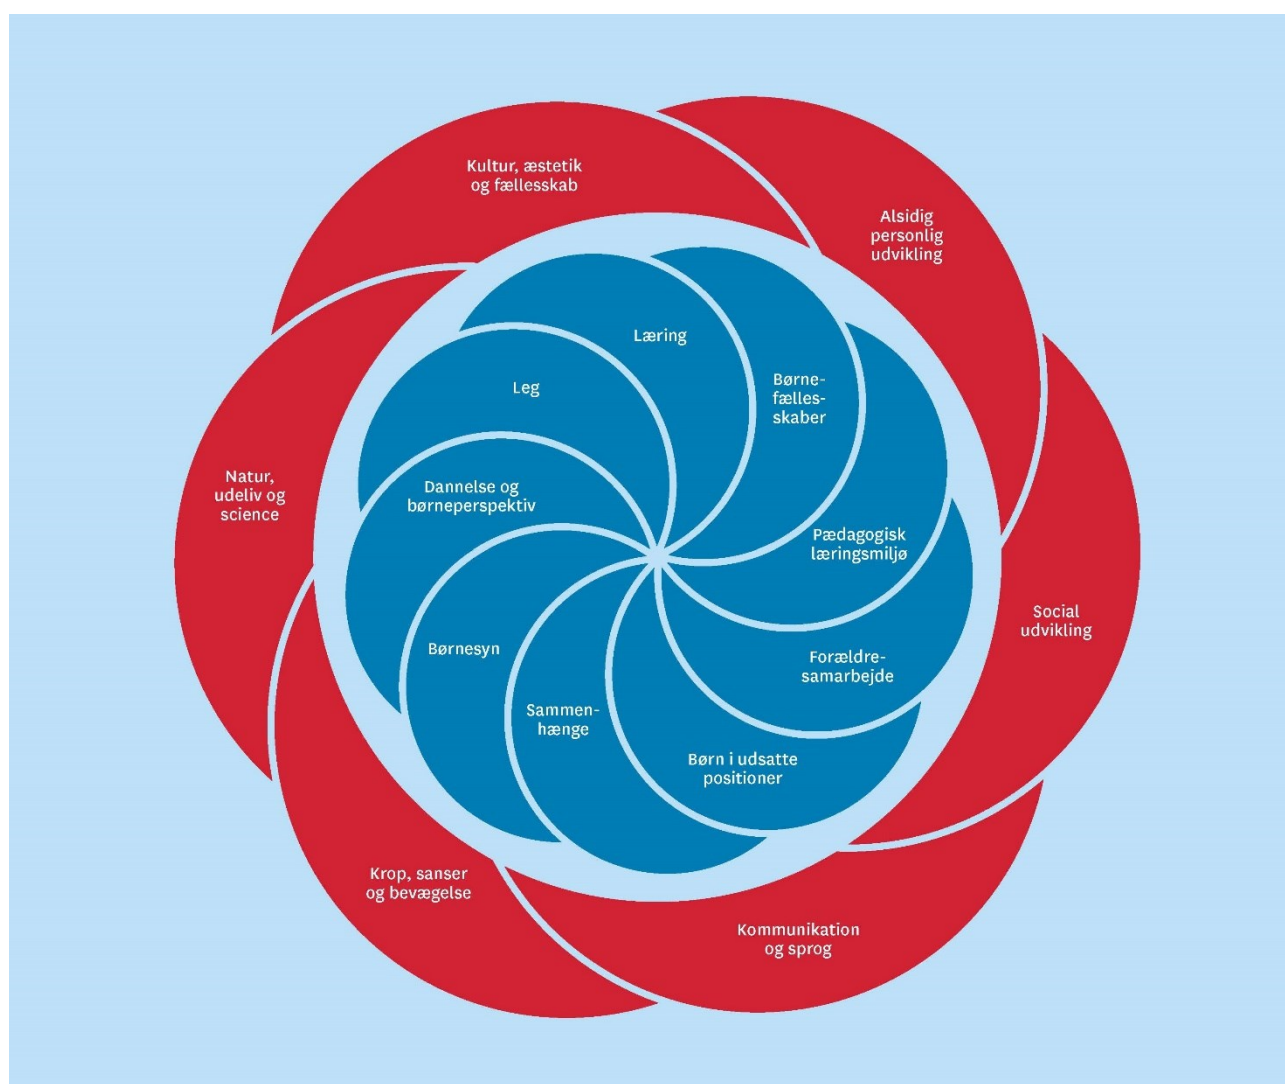 Kultur, æstetik
og fællesskab
Alsidig
personlig
udvikling
Social
udvikling
Kommunikation
og sprog
Krop, sanser
og bevægelse
Natur,
udeliv og
science
Læring
Børne-
fælles-
skaber
Pædagogisk
læringsmiljø
Forældre-
samarbejde
Børn i udsatte
positioner
Sammen-
hænge
Børnesyn
Dannelse og
børneperspektiv
Leg